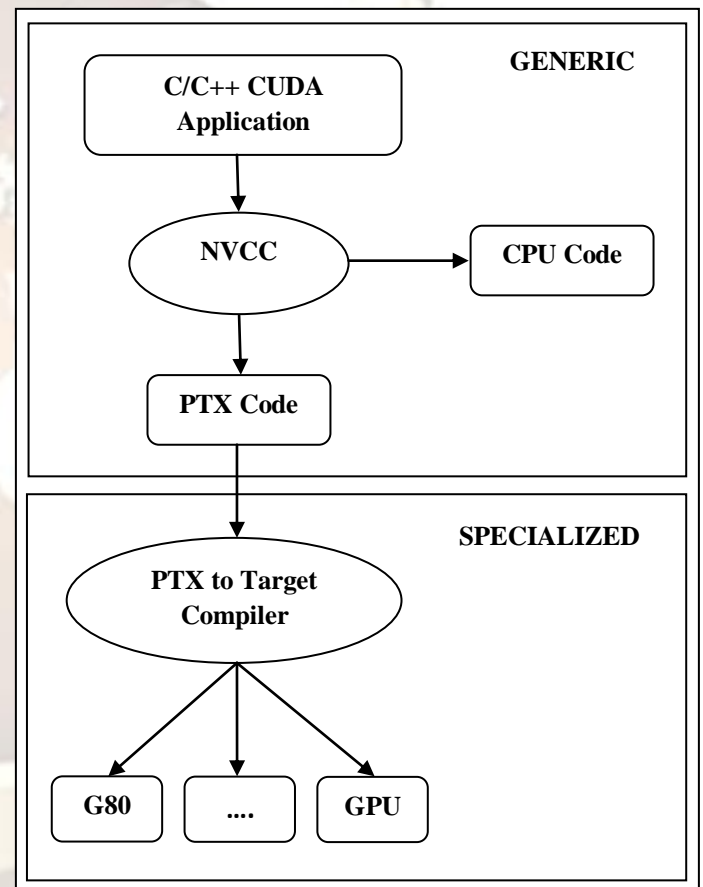 GENERIC
C/C++ CUDA
Application
NVCC
CPU Code
PTX Code
SPECIALIZED
PTX to Target
Compiler
G80
....
GPU